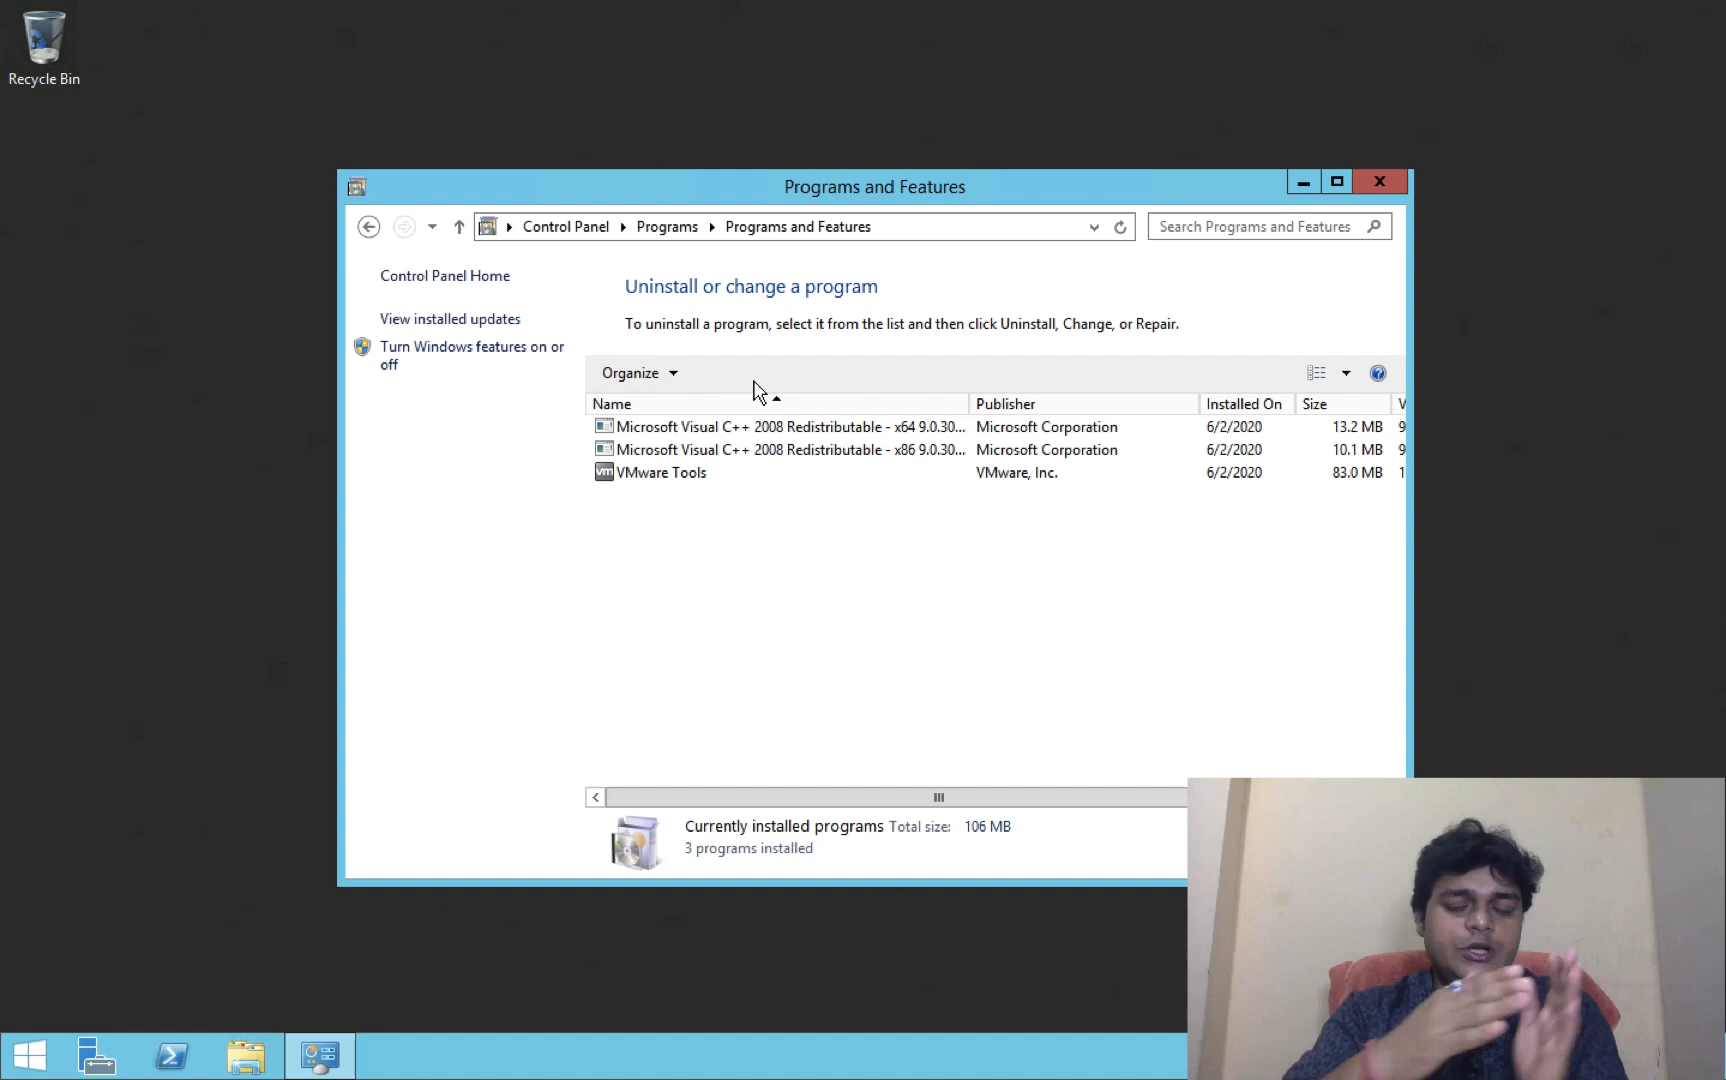 Recycle Bin
Programs and Features
Control Panel Programs Programs and Features
Search Programs and Features
Control Panel Home
View installed updates
Turn Windows features on or
off
Uninstall or change a program
To uninstall a program, select it from the list and then click Uninstall, Change, or Repair.
Organize
Name Publisher Installed On Size V
Microsoft Visual C++ 2008 Redistributable - x64 9.0.30... Microsoft Corporation 6/2/2020 13.2 MB 9
Microsoft Visual C++ 2008 Redistributable - x86 9.0.30... Microsoft Corporation 6/2/2020 10.1 MB 9
vm VMware Tools VMware, Inc. 6/2/2020 83.0 MB 1
Currently installed programs Total size: 106 MB
3 programs installed